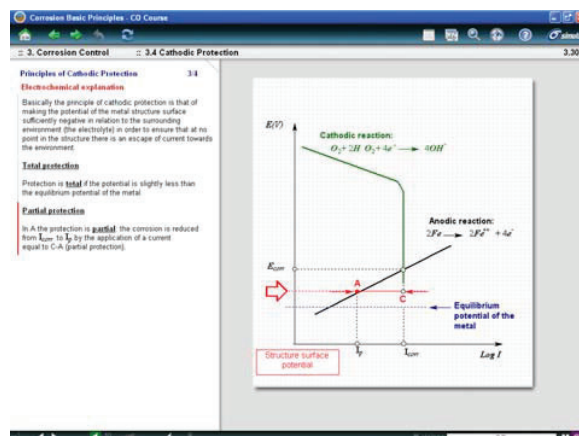 Corrosion Basic Principles - CD Course
:: 3. Corrosion Control :: 3.4 Cathodic Protection 3.30
Principles of Cathodic Protection 3/4
Electrochemical explanation
Basically the principle of cathodic protection is that of
making the potential of the metal structure surface
sufficiently negative in relation to the surrounding
environment (the electrolyte) in order to ensure that at no
point in the structure there is an escape of current towards
the environment.
Total protection
Protection is total if the potential is slightly less than
the equilibrium potential of the metal
Partial protection
In A the protection is partial: the corrosion is reduced
from Icorr to Ip by the application of a current
equal to C-A (partial protection).
E(V)
Cathodic reaction:
O₂+2H O₂+4e⁻ → 4OH⁻
Anodic reaction:
2Fe → 2Fe⁺⁺ + 4e⁻
Ecorr
A
C
Equilibrium
potential of the
metal
Structure surface
potential
Ip
Icorr
Log I